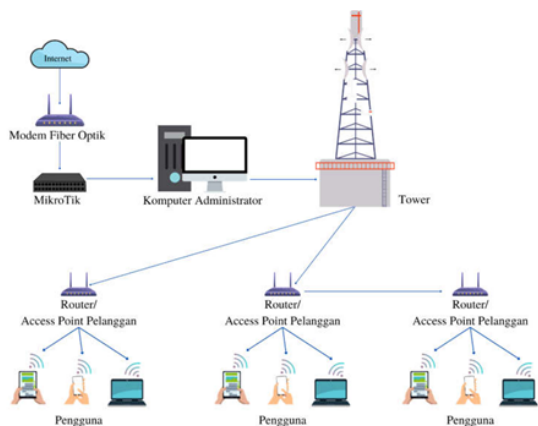 Internet
Modem Fiber Optik
MikroTik
Komputer Administrator
Tower
Router/
Access Point Pelanggan
Router/
Access Point Pelanggan
Router/
Access Point Pelanggan
Pengguna
Pengguna
Pengguna